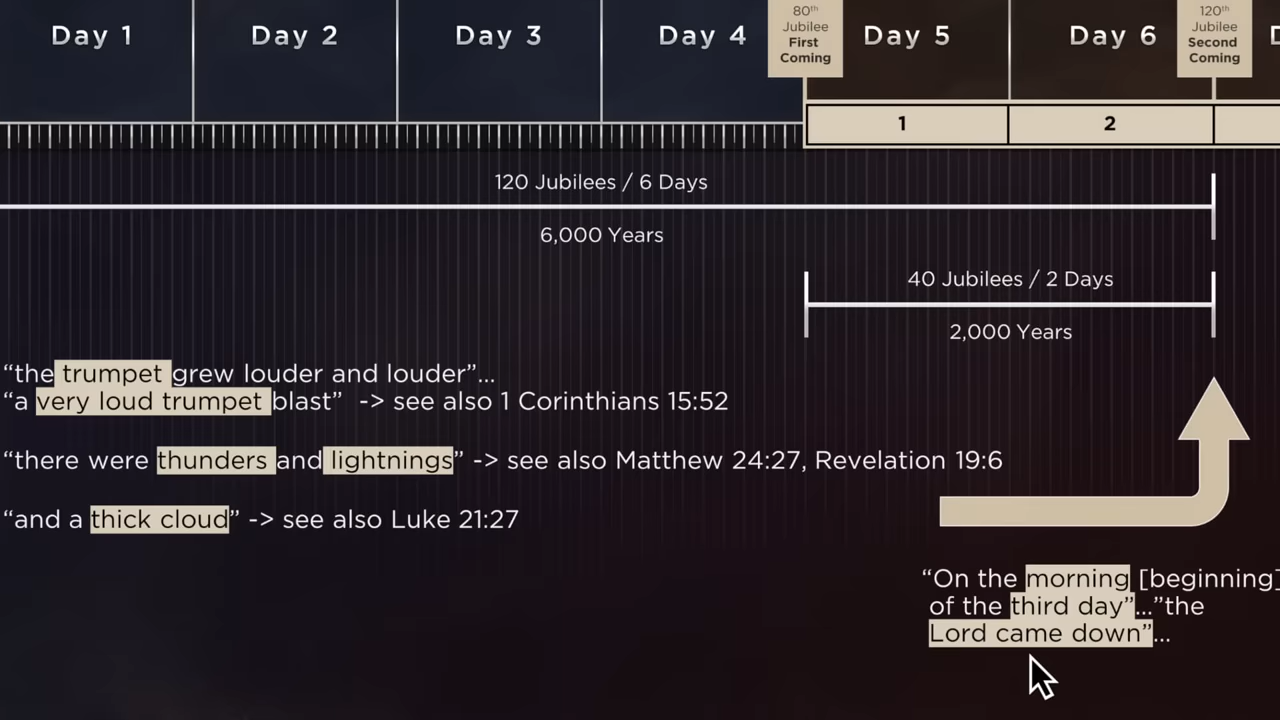 Day 1
Day 2
Day 3
Day 4
80th
Jubilee
First
Coming
Day 5
Day 6
120th
Jubilee
Second
Coming
D
1
2
120 Jubilees / 6 Days
6,000 Years
40 Jubilees / 2 Days
2,000 Years
“the trumpet grew louder and louder”...
“a very loud trumpet blast” -> see also 1 Corinthians 15:52
“there were thunders and lightnings” -> see also Matthew 24:27, Revelation 19:6
“and a thick cloud” -> see also Luke 21:27
“On the morning [beginning]
of the third day”...”the
Lord came down”...